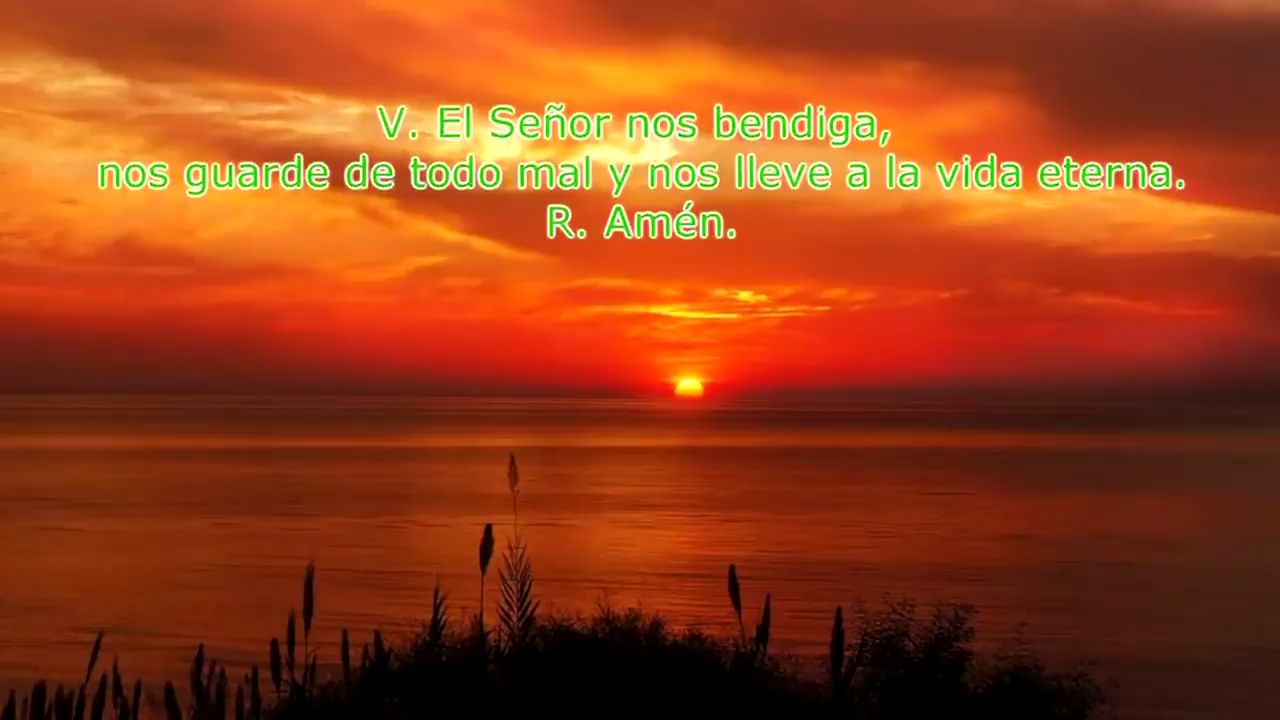 V. El Señor nos bendiga,
nos guarde de todo mal y nos lleve a la vida eterna.
R. Amén.